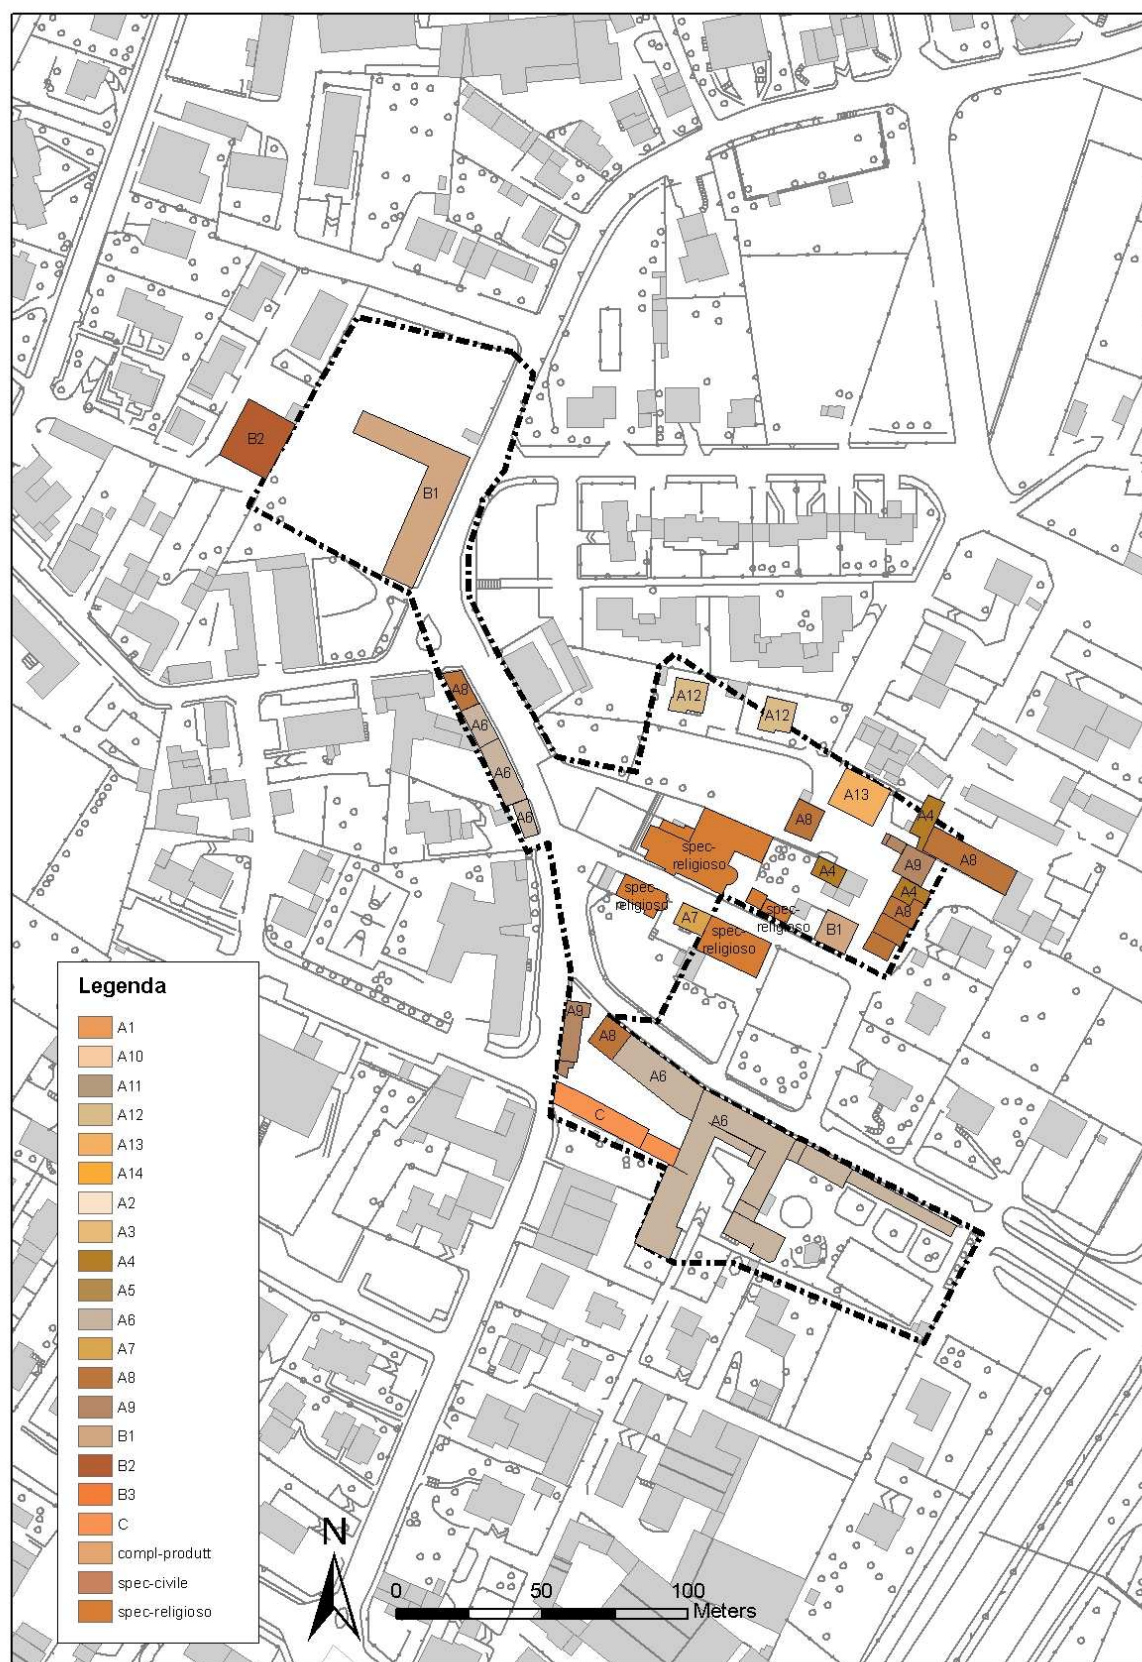 B2
B1
A8
A6
A6
A6
A12
A12
A13
A4
A8
A9
A8
spec-
religioso
A4
A4
A8
spec-
religioso
A7
spec-
religioso
spec-
religioso
B1
A9
A8
A6
A6
C
Legenda
A1
A10
A11
A12
A13
A14
A2
A3
A4
A5
A6
A7
A8
A9
B1
B2
B3
C
compl-produtt
spec-civile
spec-religioso
N
0 50 100
Meters